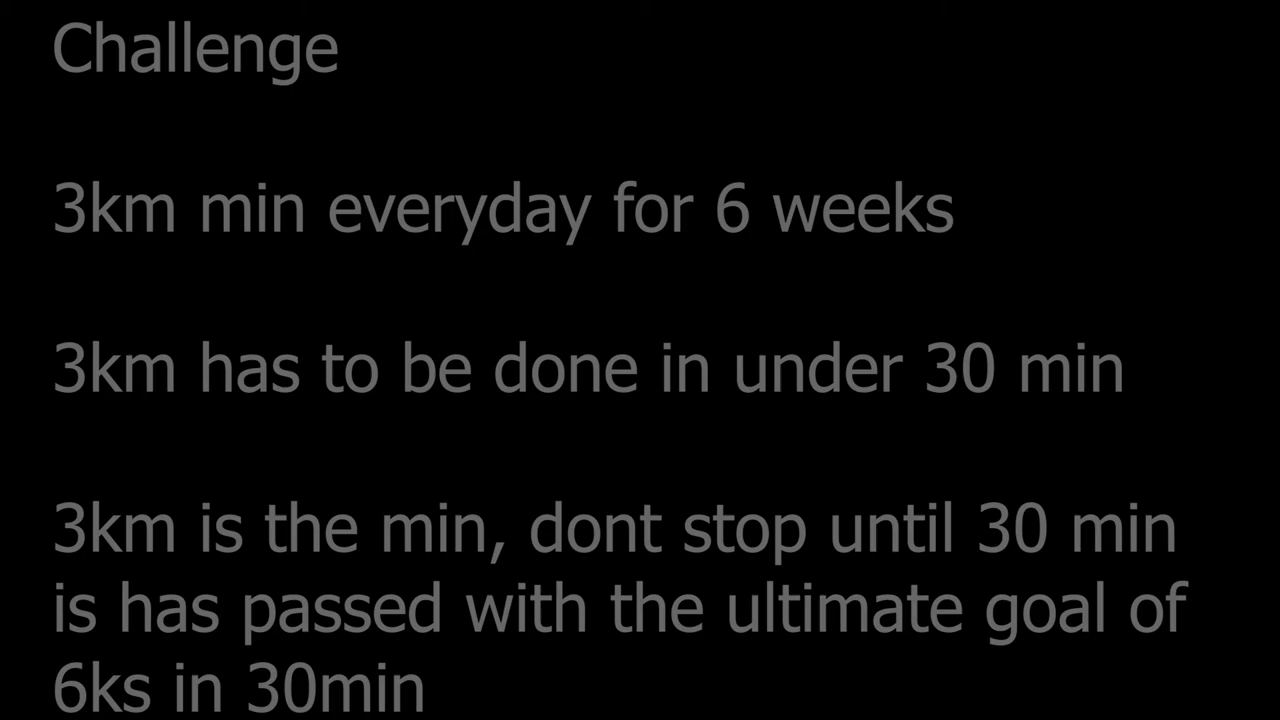 Challenge
3km min everyday for 6 weeks
3km has to be done in under 30 min
3km is the min, dont stop until 30 min
is has passed with the ultimate goal of
6ks in 30min